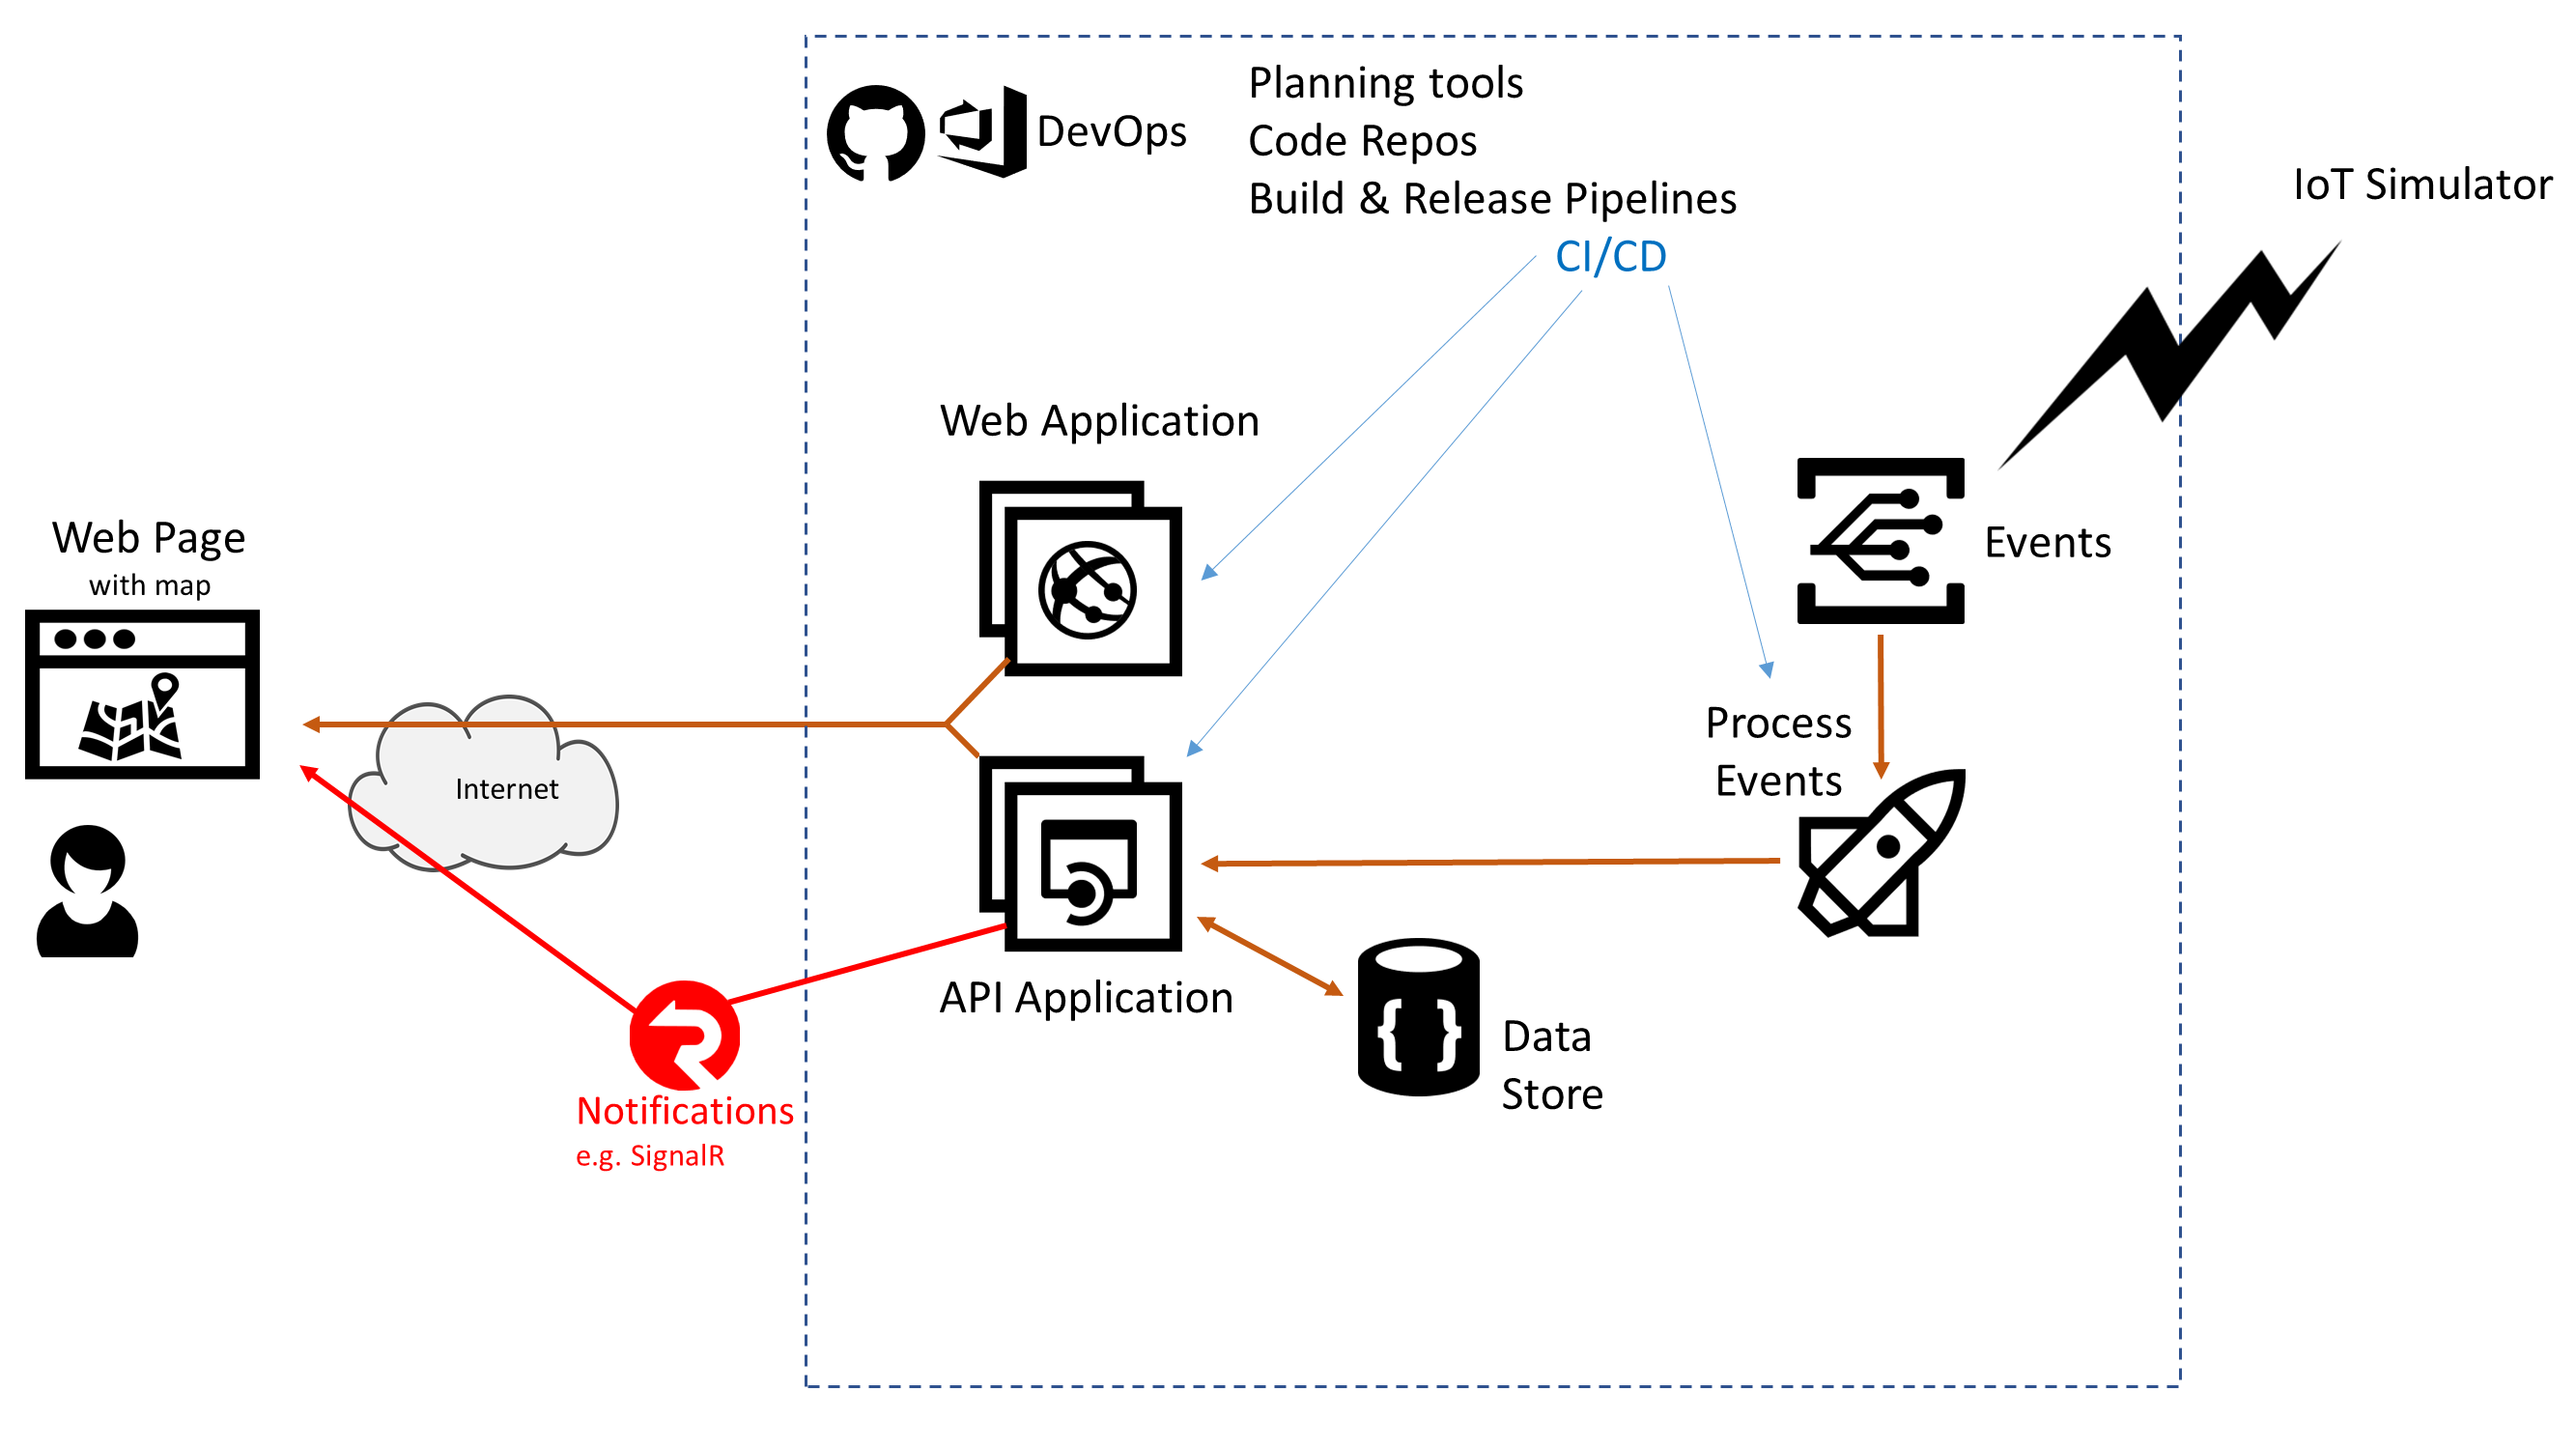 Planning tools
DevOps
Code Repos
IoT Simulator
Build & Release Pipelines
CI/CD
Web Application
Web Page
with map
Events
Process
Events
Internet
API Application
Data
Store
Notifications
e.g. SignalR